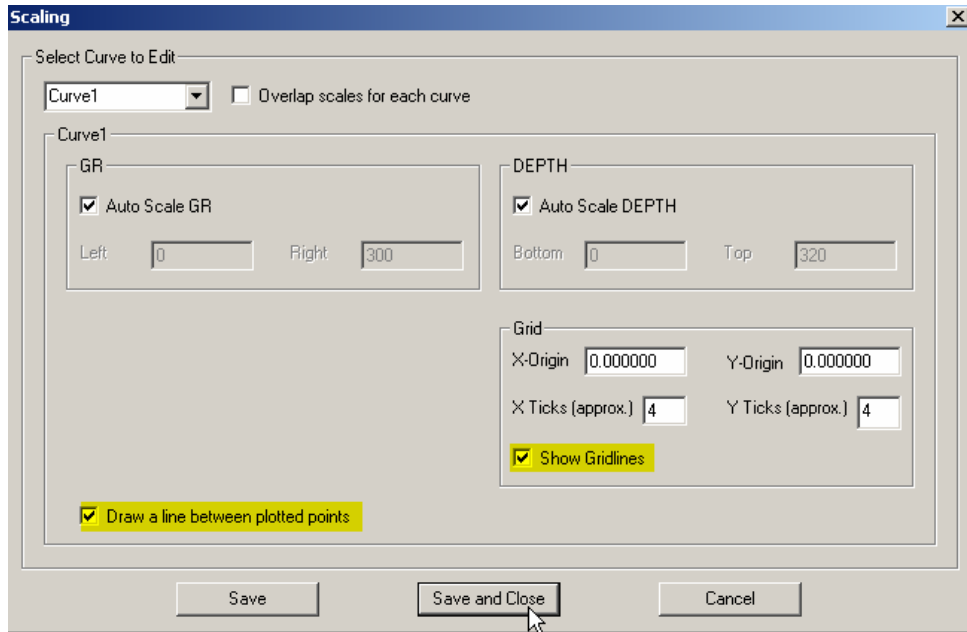 Scaling
Select Curve to Edit
Curve1 Overlap scales for each curve
Curve1
GR DEPTH
Auto Scale GR Auto Scale DEPTH
Left 0 Right 300 Bottom 0 Top 320
Grid
X-Origin 0.000000 Y-Origin 0.000000
X Ticks (approx.) 4 Y Ticks (approx.) 4
Show Gridlines
Draw a line between plotted points
Save Save and Close Cancel